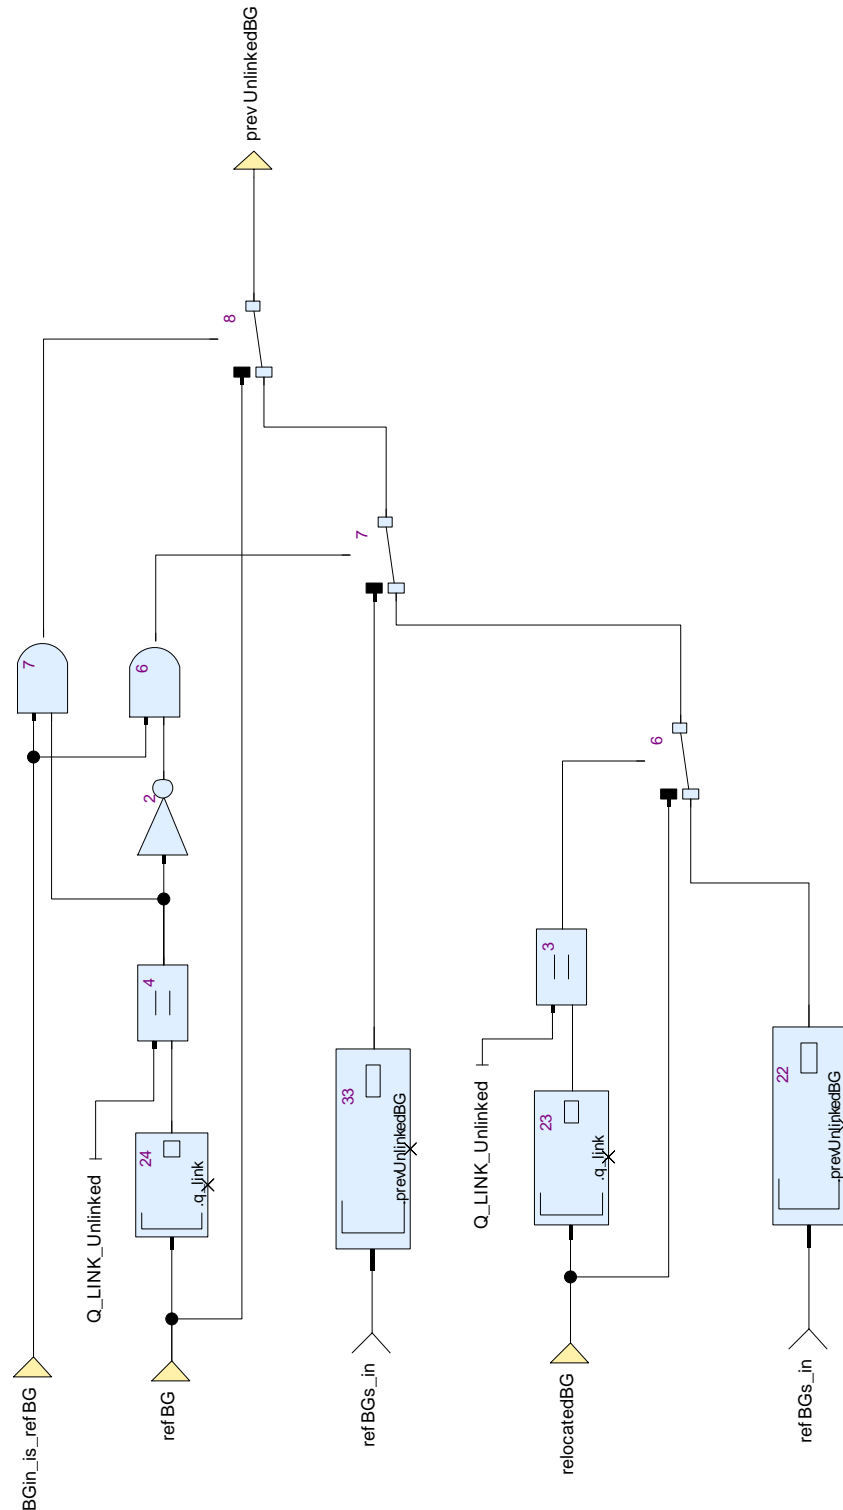 BGin_is_refBG
7
Q_LINK_Unlinked
24
4
2
6
refBG
.q_link
8
prevUnlinkedBG
33
7
refBGs_in
.prevUnlinkedBG
Q_LINK_Unlinked
23
3
6
relocatedBG
.q_link
22
refBGs_in
.prevUnlinkedBG